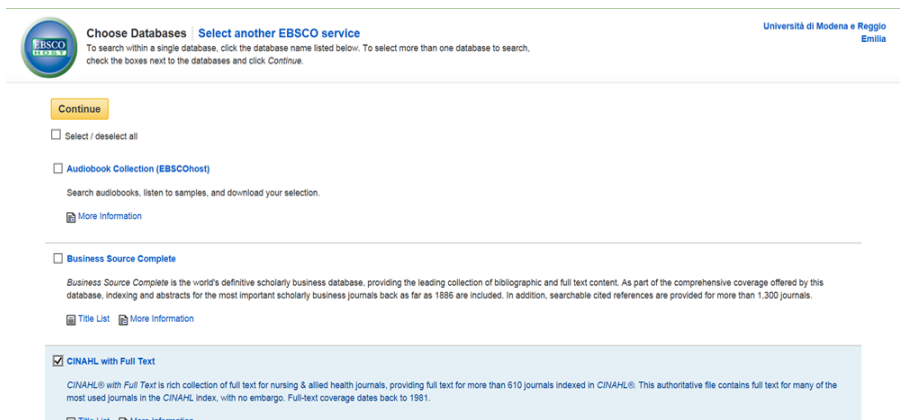 EBSCO
HOST
Choose Databases Select another EBSCO service
To search within a single database, click the database name listed below. To select more than one database to search,
check the boxes next to the databases and click Continue.
Università di Modena e Reggio
Emilia
Continue
Select / deselect all
Audiobook Collection (EBSCOhost)
Search audiobooks, listen to samples, and download your selection.
More Information
Business Source Complete
Business Source Complete is the world's definitive scholarly business database, providing the leading collection of bibliographic and full text content. As part of the comprehensive coverage offered by this
database, indexing and abstracts for the most important scholarly business journals back as far as 1886 are included. In addition, searchable cited references are provided for more than 1,300 journals.
Title List More Information
CINAHL with Full Text
CINAHL® with Full Text is rich collection of full text for nursing & allied health journals, providing full text for more than 610 journals indexed in CINAHL®. This authoritative file contains full text for many of the
most used journals in the CINAHL index, with no embargo. Full-text coverage dates back to 1981.
Title List More Information